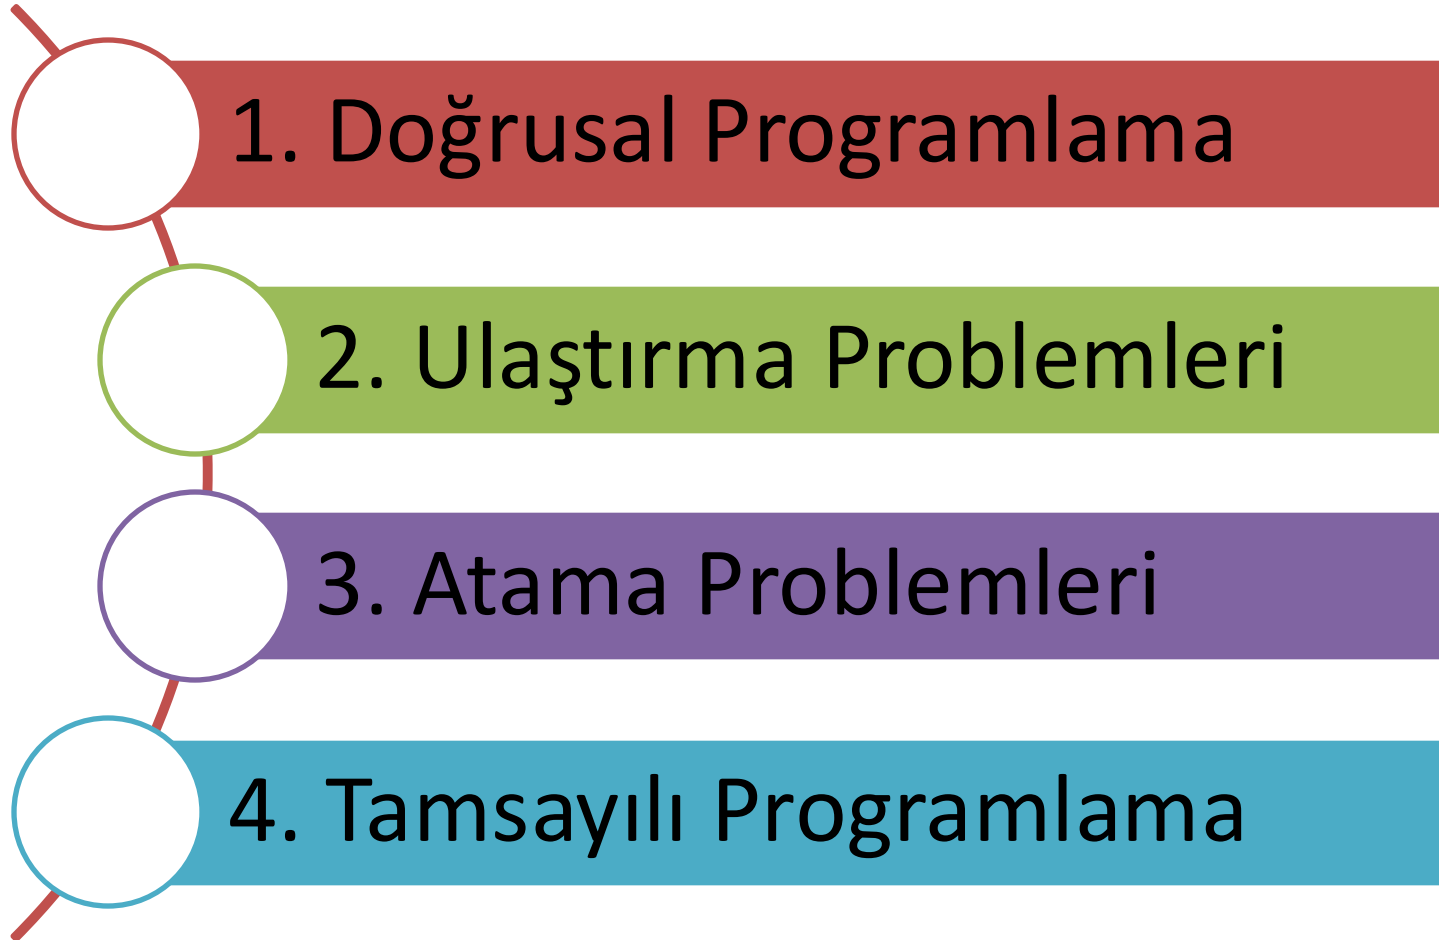 1. Doğrusal Programlama
2. Ulaştırma Problemleri
3. Atama Problemleri
4. Tamsayılı Programlama